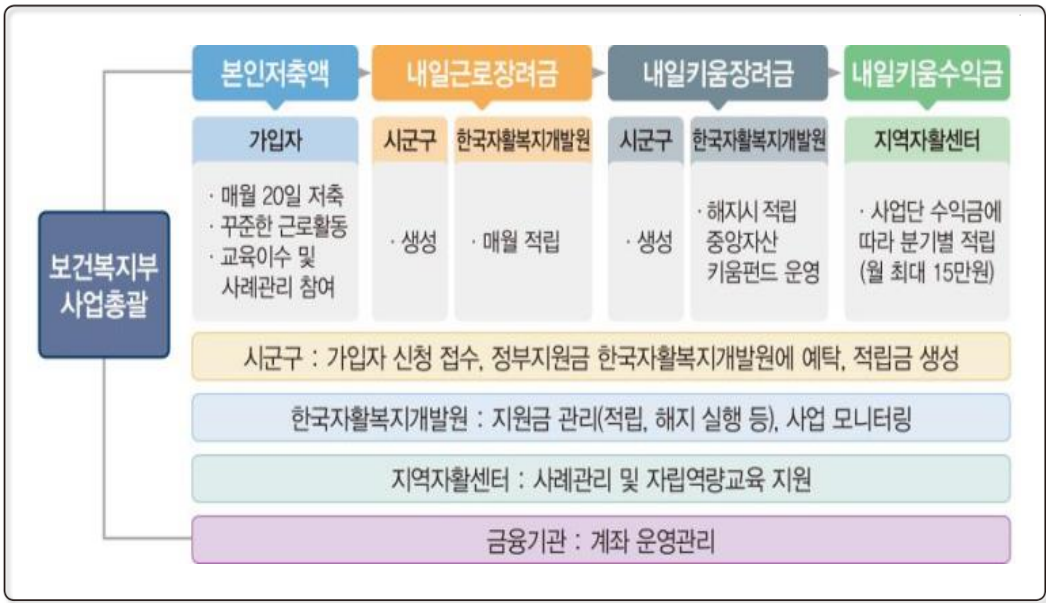 본인저축액
내일근로장려금
내일키움장려금
내일키움수익금
가입자
시군구
한국자활복지개발원
시군구
한국자활복지개발원
지역자활센터
· 매월 20일 저축
· 꾸준한 근로활동
· 교육이수 및
사례관리 참여
· 생성
· 매월 적립
· 생성
· 해지시 적립
중앙자산
키움펀드 운영
· 사업단 수익금에
따라 분기별 적립
(월 최대 15만원)
보건복지부
사업총괄
시군구 : 가입자 신청 접수, 정부지원금 한국자활복지개발원에 예탁, 적립금 생성
한국자활복지개발원 : 지원금 관리(적립, 해지 실행 등), 사업 모니터링
지역자활센터 : 사례관리 및 자립역량교육 지원
금융기관 : 계좌 운영관리